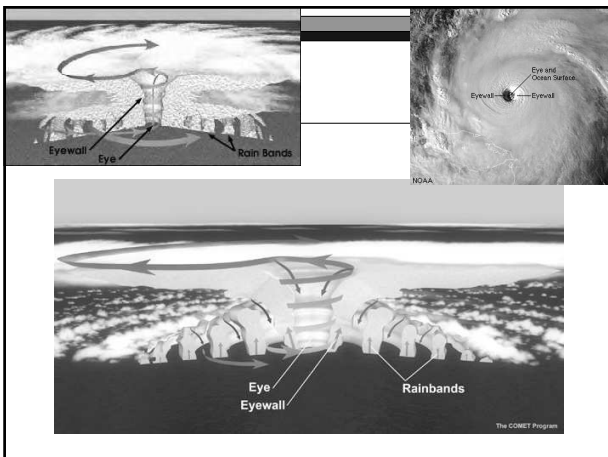 Eyewall
Eye
Rain Bands
Eye and
Ocean Surface
Eyewall
Eyewall
NOAA
Eye
Eyewall
Rainbands
The COMET Program